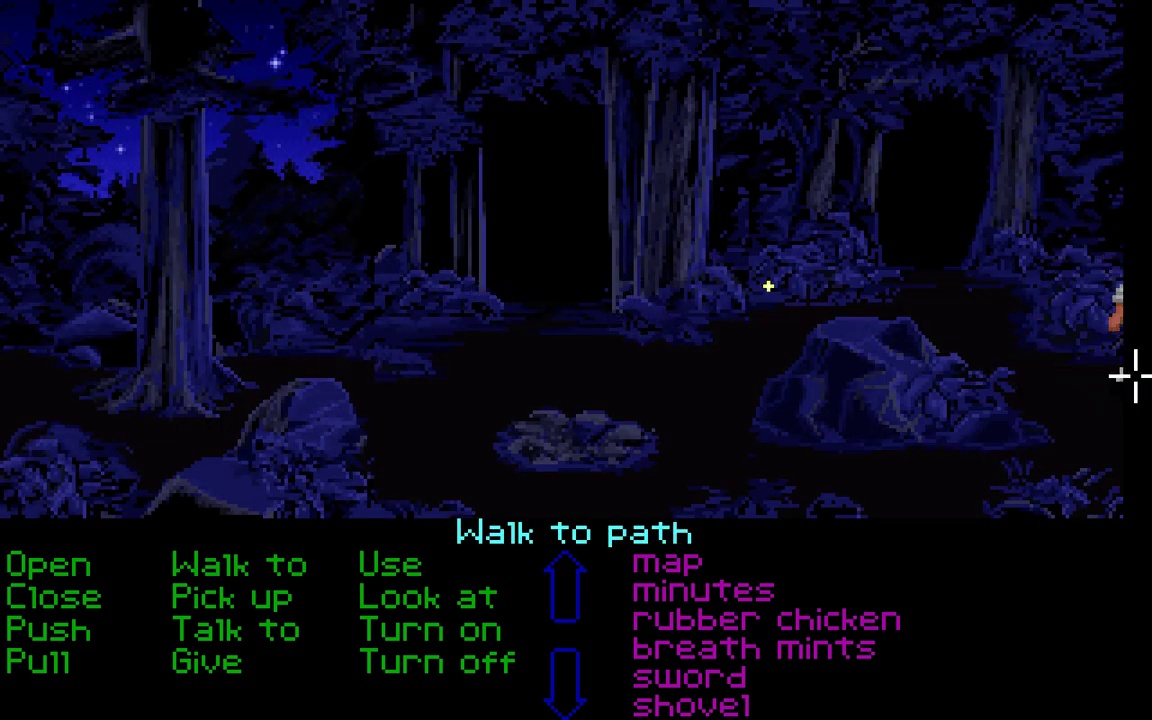 Walk to path
Open Walk to Use
Close Pick up Look at
Push Talk to Turn on
Pull Give Turn off
map
minutes
rubber chicken
breath mints
sword
shovel